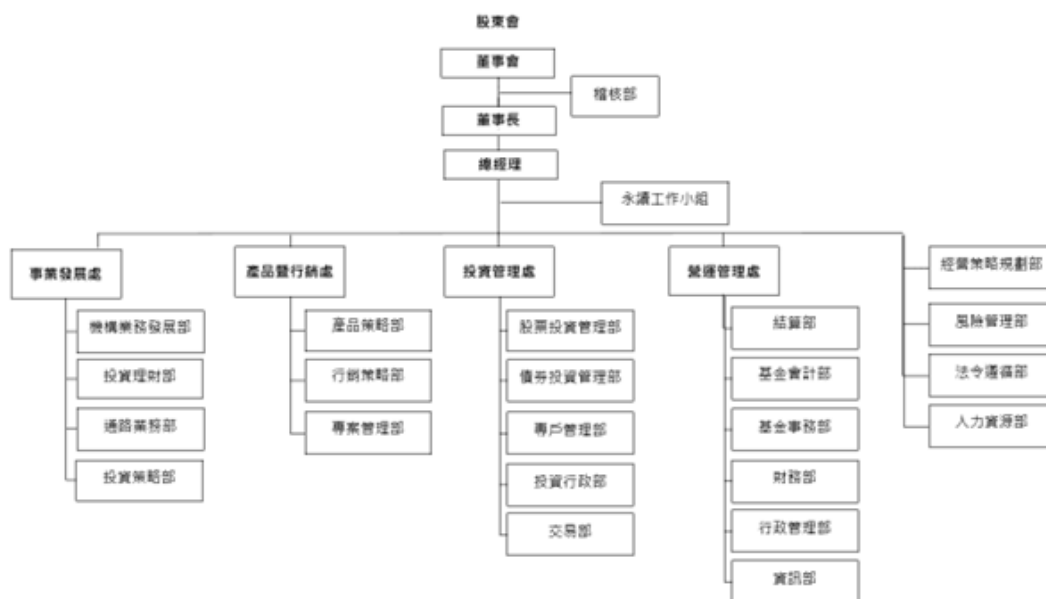 股東會
董事會
稽核部
董事長
總經理
永續工作小組
事業發展處
機構業務發展部
投資理財部
通路業務部
投資策略部
產品暨行銷處
產品策略部
行銷策略部
專案管理部
投資管理處
股票投資管理部
債券投資管理部
專戶管理部
投資行政部
交易部
營運管理處
結算部
基金會計部
基金事務部
財務部
行政管理部
資訊部
經營策略規劃部
風險管理部
法令遵循部
人力資源部